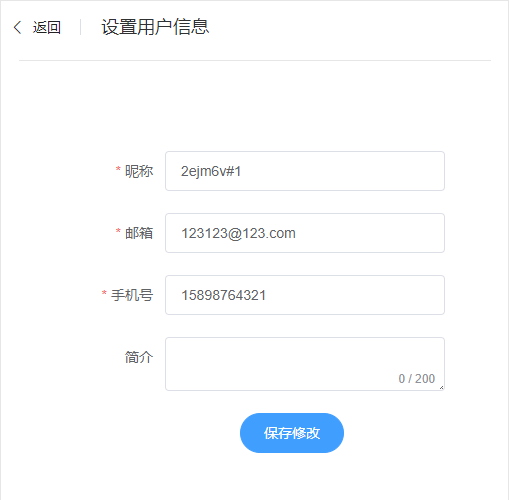 返回 设置用户信息
* 昵称 2ejm6v#1
* 邮箱 123123@123.com
* 手机号 15898764321
简介
0 / 200
保存修改